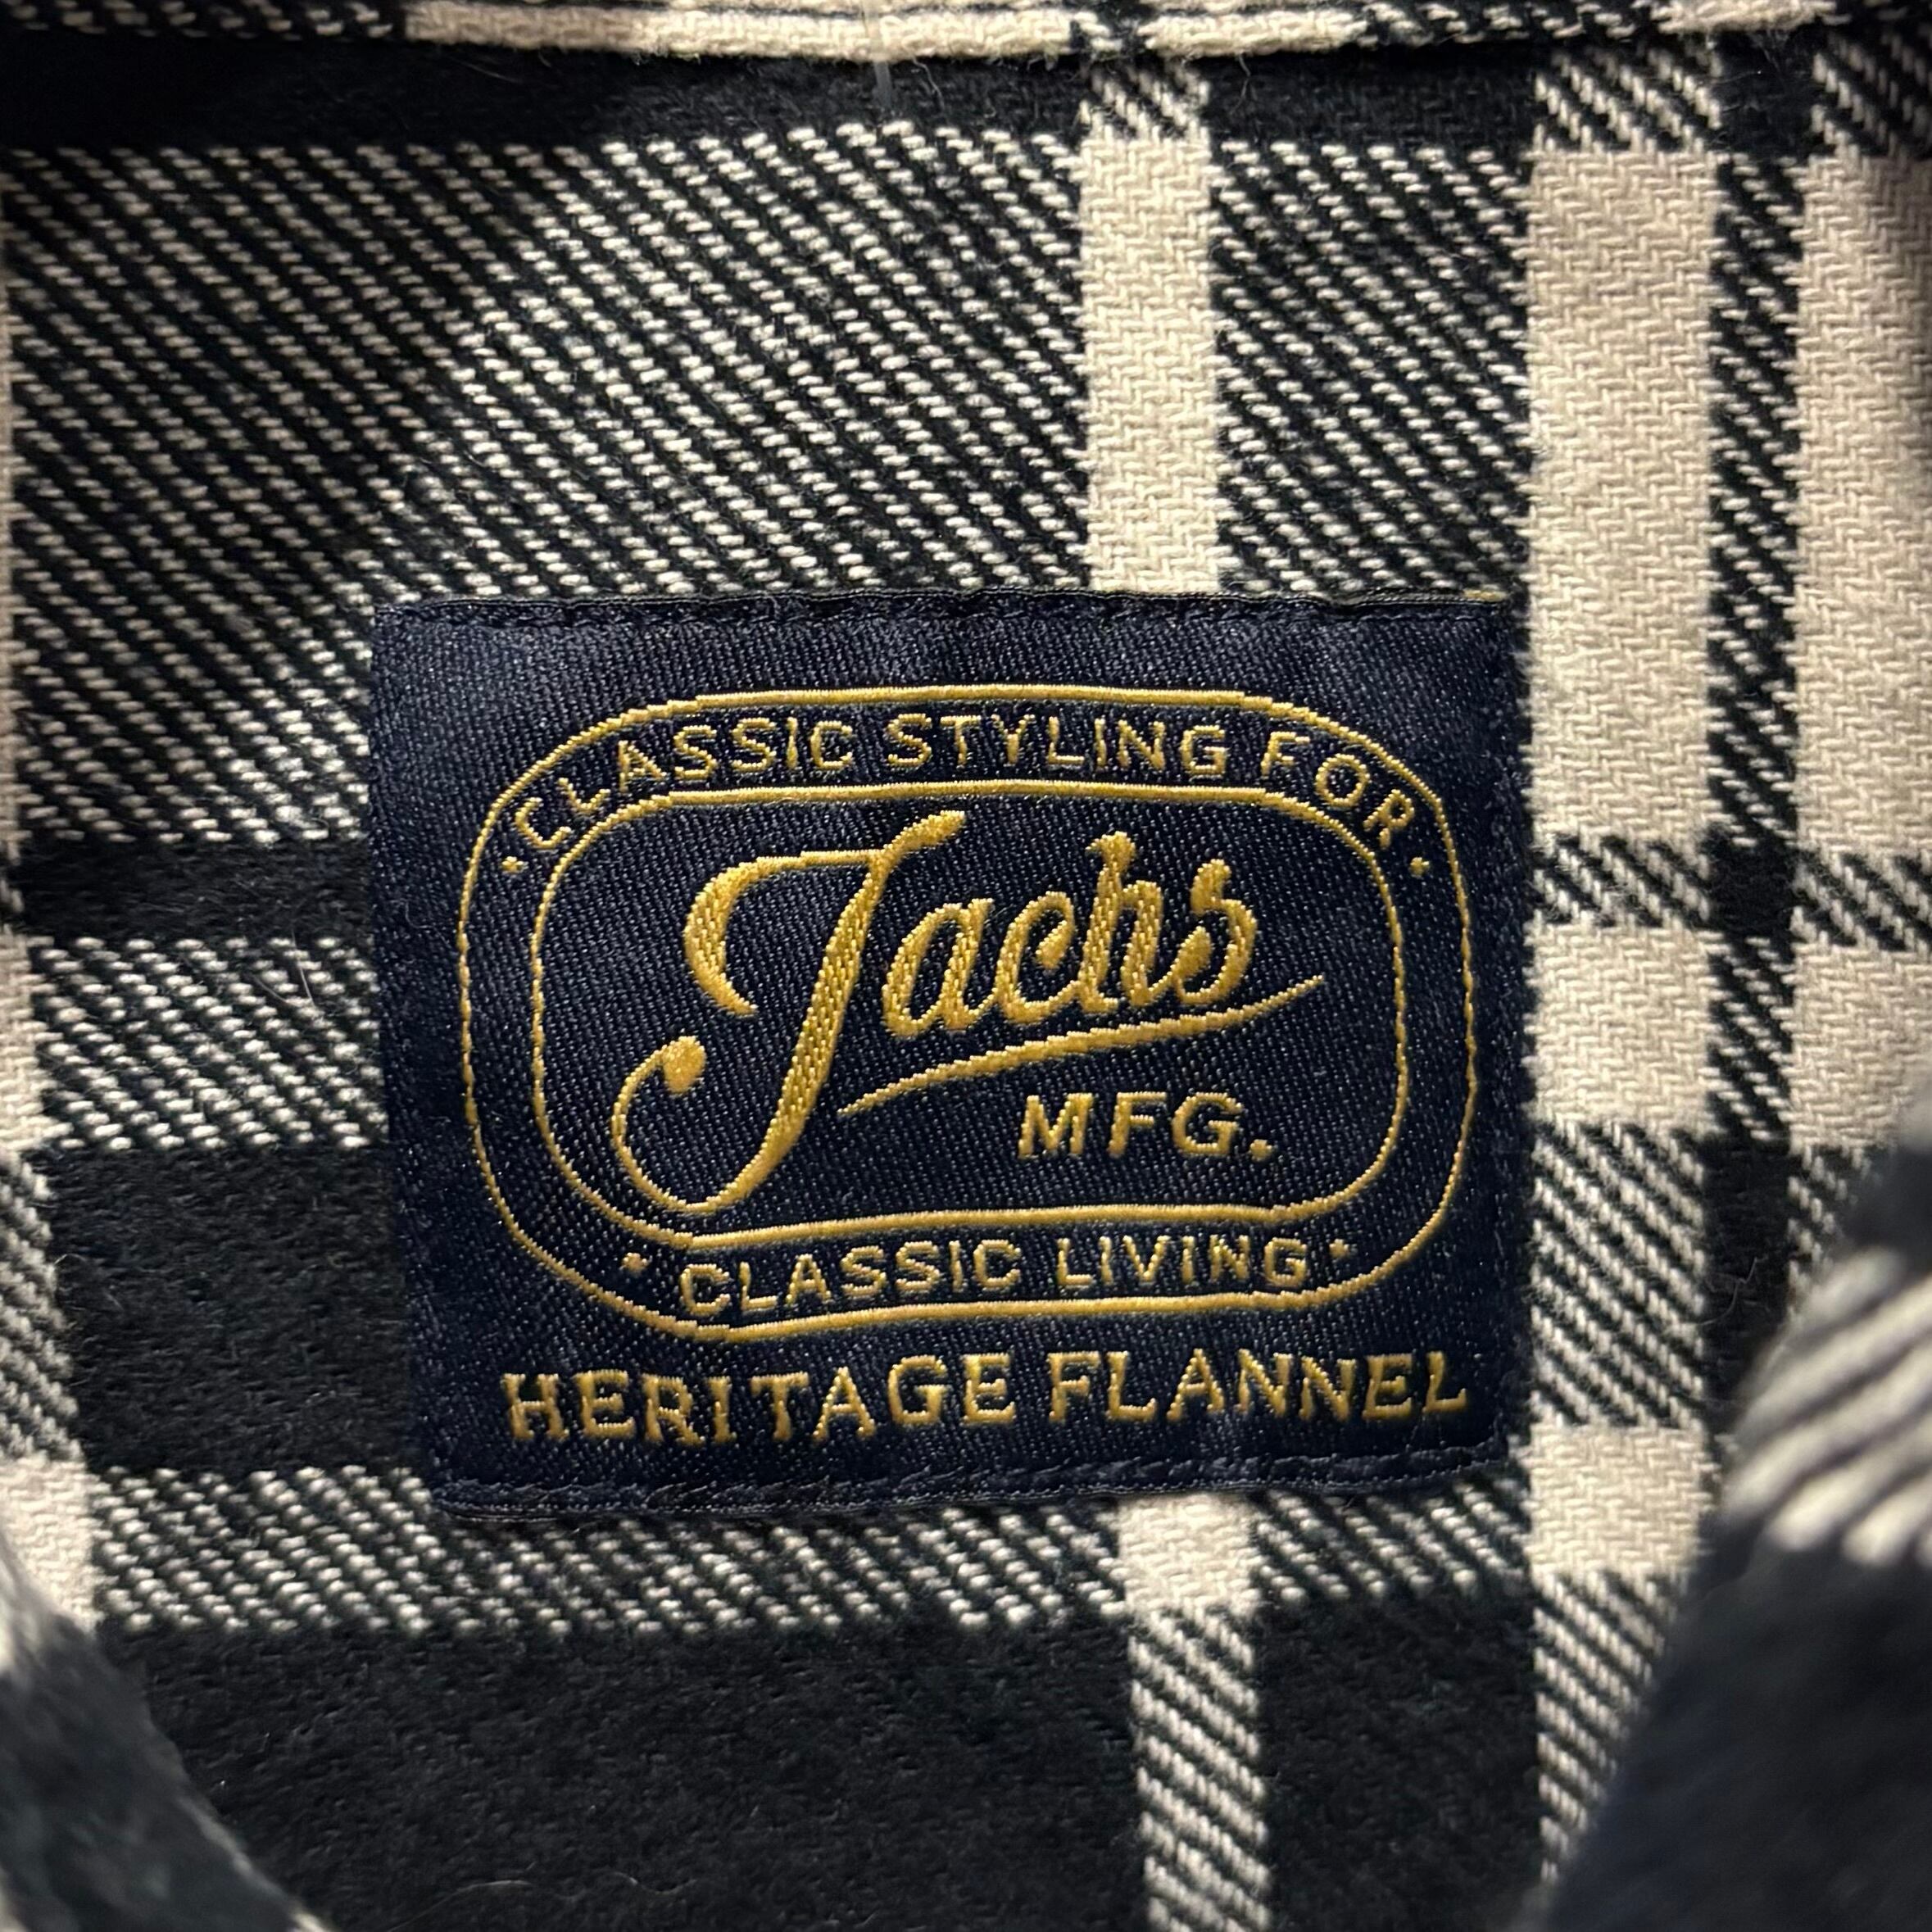 CLASSIC STYLING FOR
Jachs
MFG.
CLASSIC LIVING
HERITAGE FLANNEL